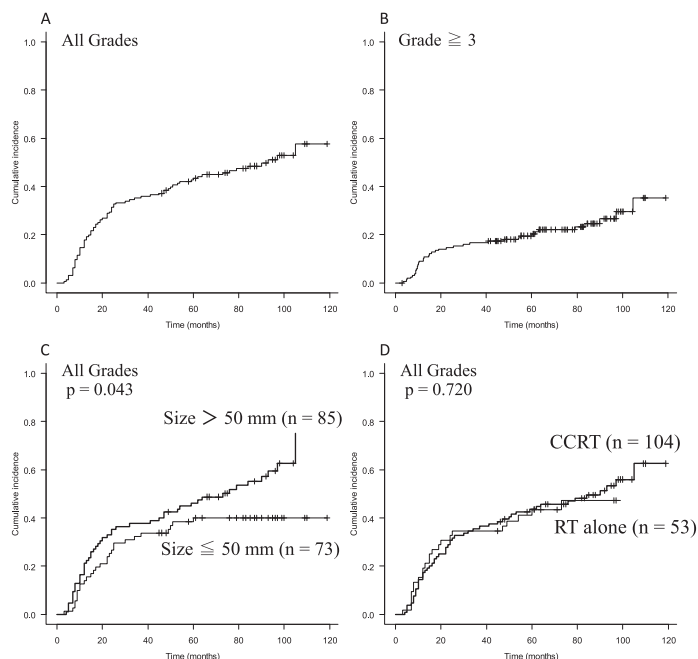 A
All Grades
1.0
0.8
0.6
0.4
0.2
0.0
Cumulative incidence
0 20 40 60 80 100 120
Time (months)
B
Grade ≧ 3
1.0
0.8
0.6
0.4
0.2
0.0
Cumulative incidence
0 20 40 60 80 100 120
Time (months)
C
All Grades
p = 0.043
Size > 50 mm (n = 85)
Size ≦ 50 mm (n = 73)
1.0
0.8
0.6
0.4
0.2
0.0
Cumulative incidence
0 20 40 60 80 100 120
Time (months)
D
All Grades
p = 0.720
CCRT (n = 104)
RT alone (n = 53)
1.0
0.8
0.6
0.4
0.2
0.0
Cumulative incidence
0 20 40 60 80 100 120
Time (months)